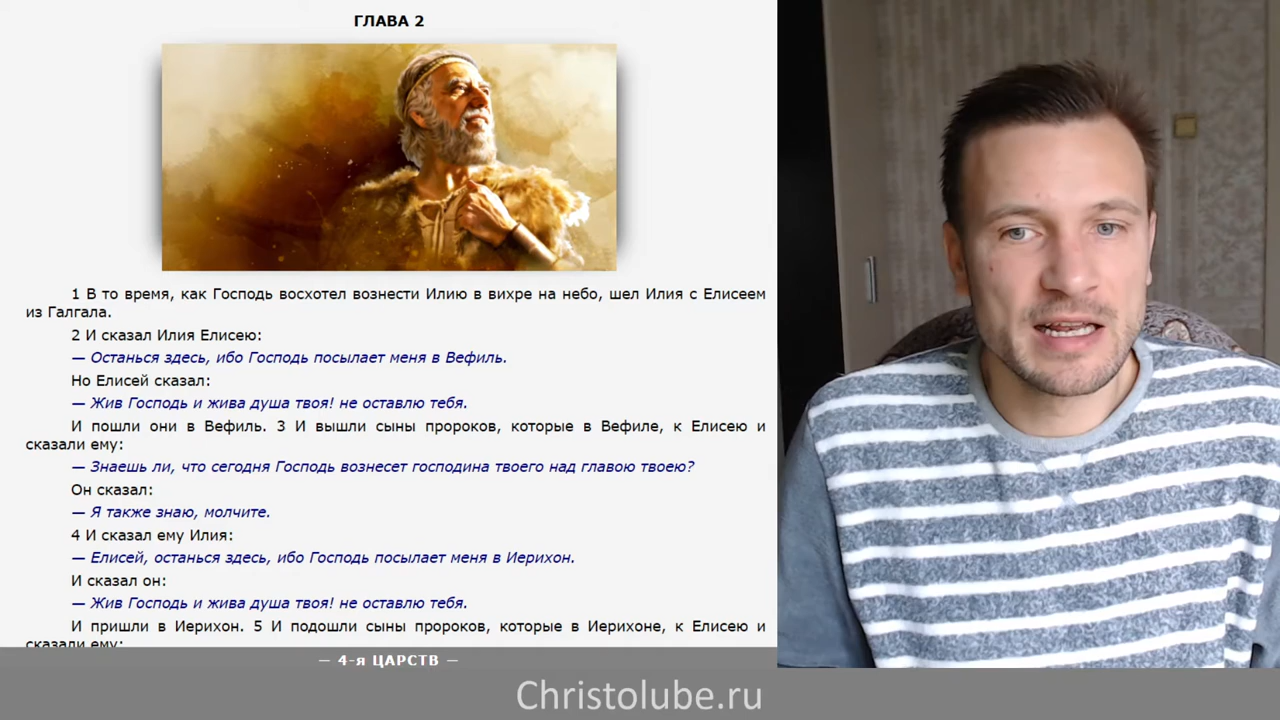 ГЛАВА 2
1 В то время, как Господь восхотел вознести Илию в вихре на небо, шел Илия с Елисеем
из Галгала.
2 И сказал Илия Елисею:
— Останься здесь, ибо Господь посылает меня в Вефиль.
Но Елисей сказал:
— Жив Господь и жива душа твоя! не оставлю тебя.
И пошли они в Вефиль. 3 И вышли сыны пророков, которые в Вефиле, к Елисею и
сказали ему:
— Знаешь ли, что сегодня Господь вознесет господина твоего над главою твоею?
Он сказал:
— Я также знаю, молчите.
4 И сказал ему Илия:
— Елисей, останься здесь, ибо Господь посылает меня в Иерихон.
И сказал он:
— Жив Господь и жива душа твоя! не оставлю тебя.
И пришли в Иерихон. 5 И подошли сыны пророков, которые в Иерихоне, к Елисею и
сказали ему:
— 4-я ЦАРСТВ —
Christolube.ru